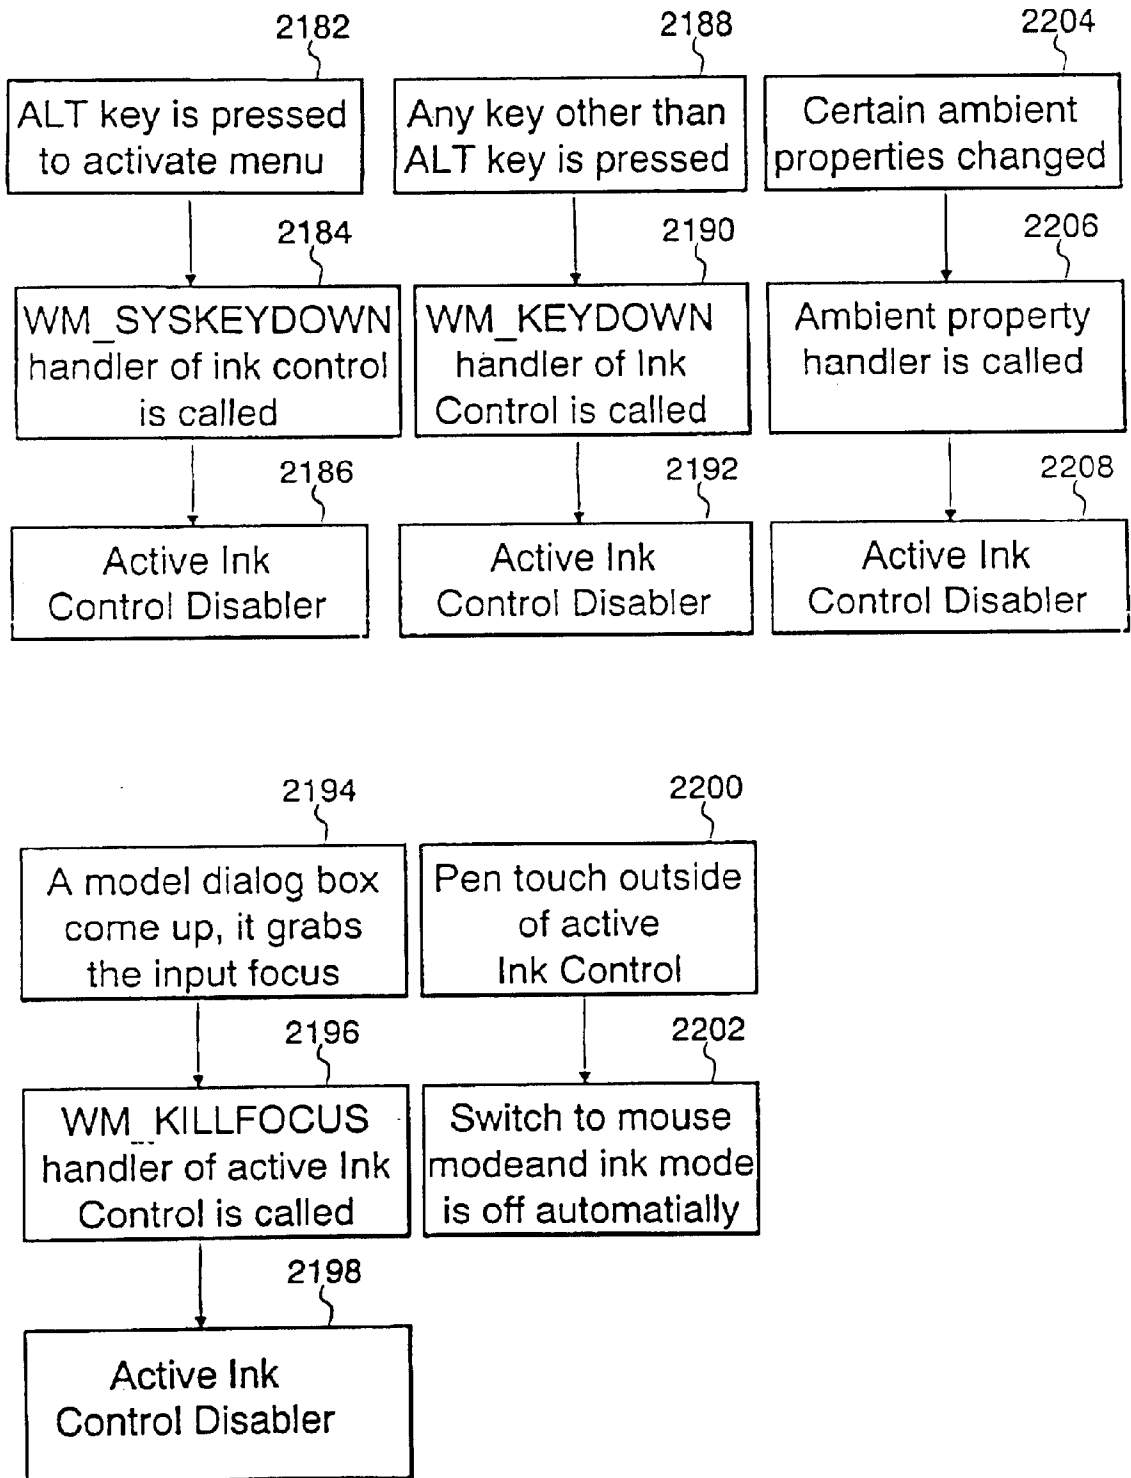 2182
ALT key is pressed
to activate menu
2184
WM_SYSKEYDOWN
handler of ink control
is called
2186
Active Ink
Control Disabler
2188
Any key other than
ALT key is pressed
2190
WM_KEYDOWN
handler of Ink
Control is called
2192
Active Ink
Control Disabler
2204
Certain ambient
properties changed
2206
Ambient property
handler is called
2208
Active Ink
Control Disabler
2194
A model dialog box
come up, it grabs
the input focus
2196
WM_KILLFOCUS
handler of active Ink
Control is called
2198
Active Ink
Control Disabler
2200
Pen touch outside
of active
Ink Control
2202
Switch to mouse
modeand ink mode
is off automatially